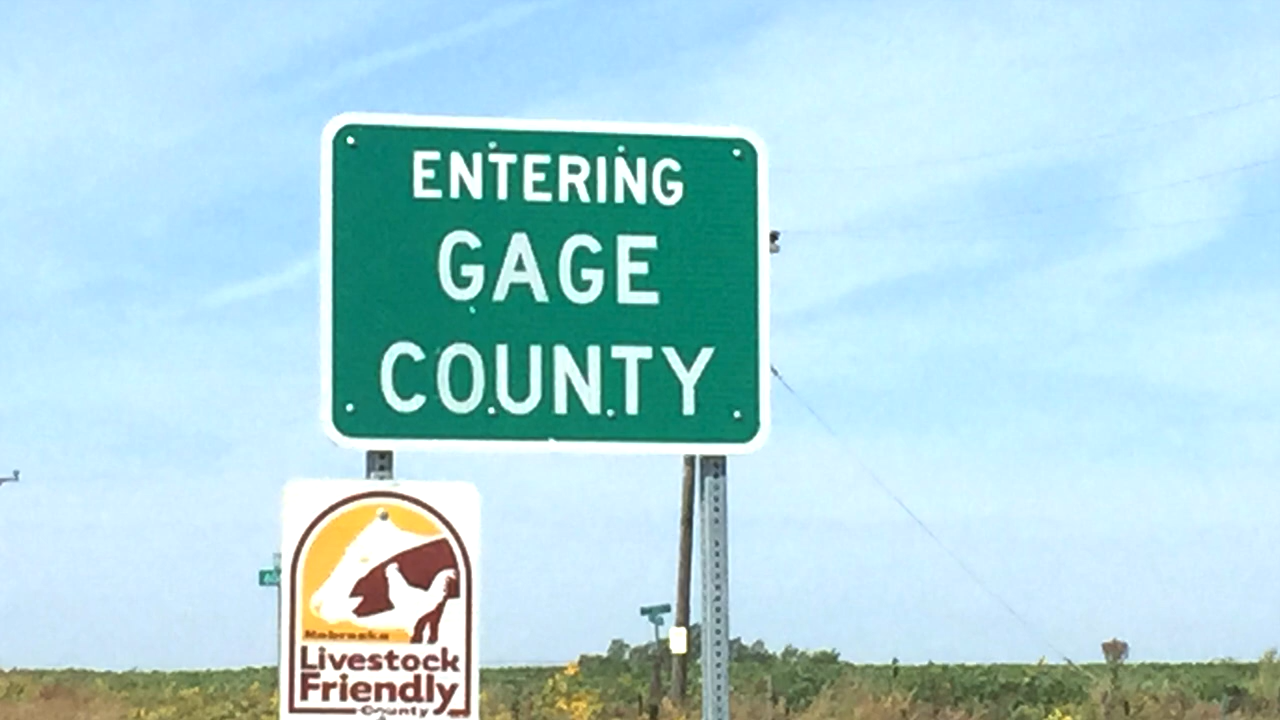 ENTERING
GAGE
COUNTY
Nebraska
Livestock
Friendly
County